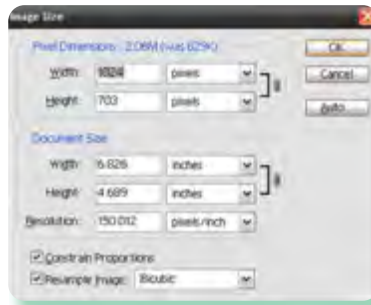 Image Size
Pixel Dimensions: 2.06M (was 629K)
Width: 1024 pixels
Height: 703 pixels
Document Size
Width: 6.826 inches
Height: 4.689 inches
Resolution: 150.012 pixels/inch
Constrain Proportions
Resample Image: Bicubic
OK
Cancel
Auto